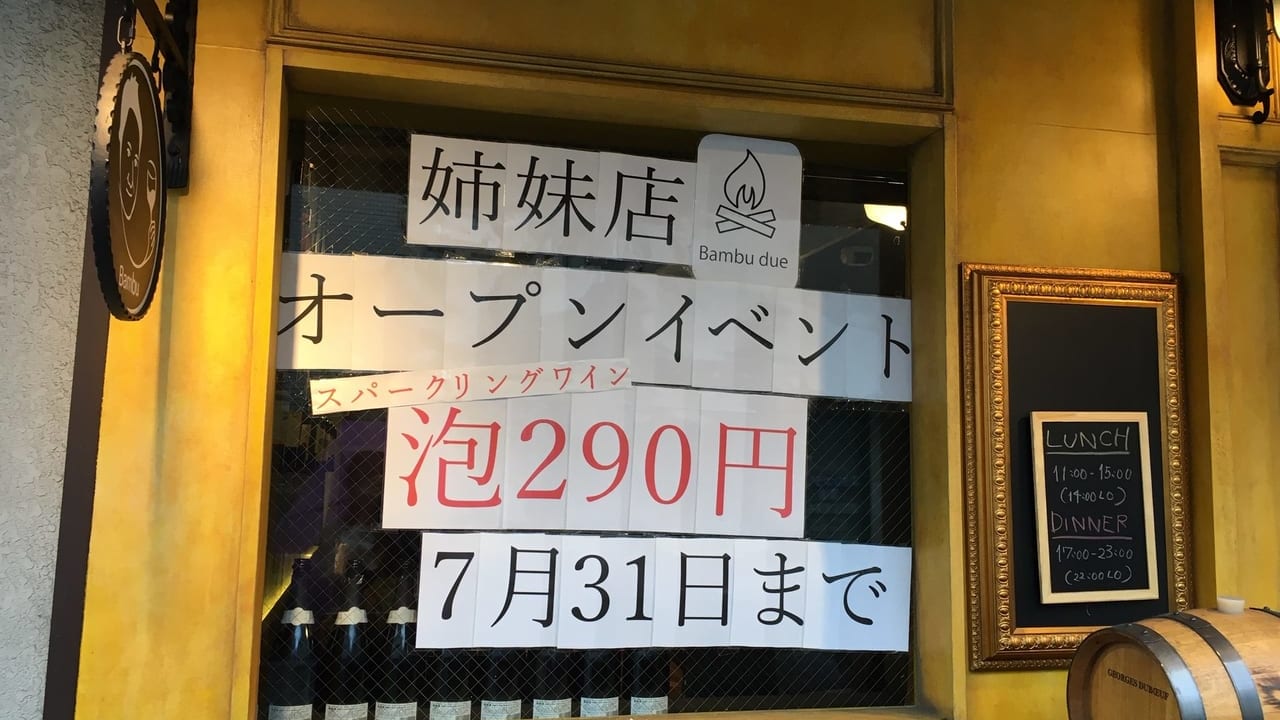 Bambu
姉妹店
Bambu due
オープンイベント
スパークリングワイン
泡290円
7月31日まで
LUNCH
11:00-15:00
(14:00LO)
DINNER
17:00-23:00
(22:00LO)
GEORGES DUBŒUF